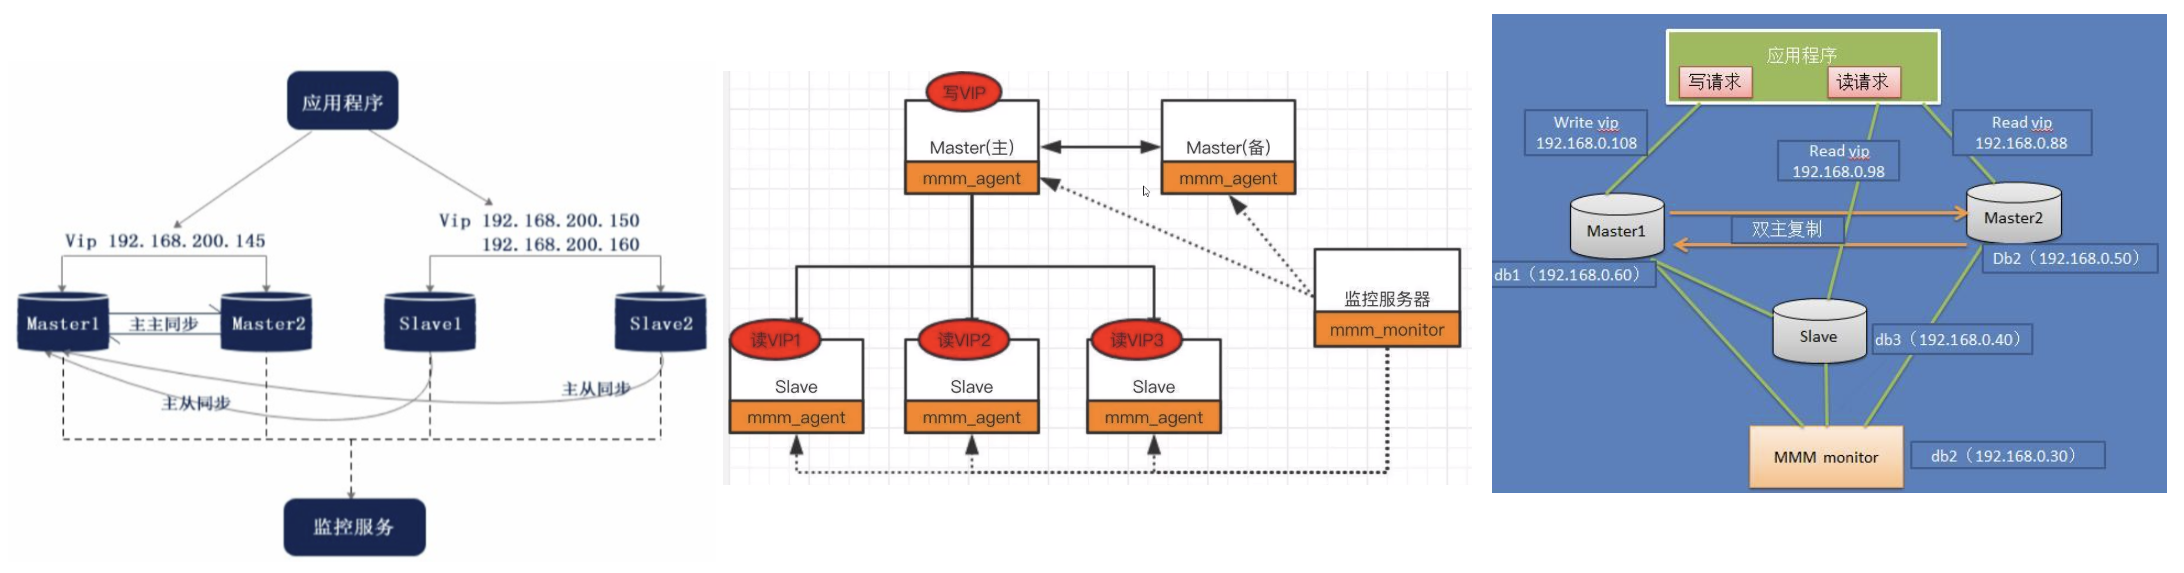 应用程序
Vip 192.168.200.145
Vip 192.168.200.150
192.168.200.160
Master1
主主同步
Master2
Slave1
Slave2
主从同步
主从同步
监控服务
写VIP
Master(主)
mmm_agent
Master(备)
mmm_agent
监控服务器
mmm_monitor
读VIP1
Slave
mmm_agent
读VIP2
Slave
mmm_agent
读VIP3
Slave
mmm_agent
应用程序
写请求
读请求
Write vip
192.168.0.108
Read vip
192.168.0.98
Read vip
192.168.0.88
Master1
双主复制
Master2
db1（192.168.0.60）
Db2（192.168.0.50）
Slave
db3（192.168.0.40）
MMM monitor
db2（192.168.0.30）